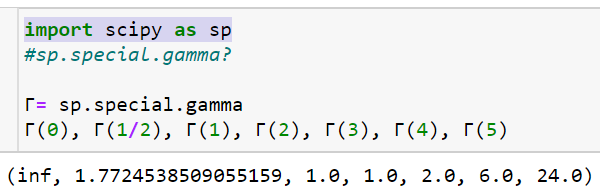 import scipy as sp
#sp.special.gamma?
Γ= sp.special.gamma
Γ(0), Γ(1/2), Γ(1), Γ(2), Γ(3), Γ(4), Γ(5)
(inf, 1.7724538509055159, 1.0, 1.0, 2.0, 6.0, 24.0)